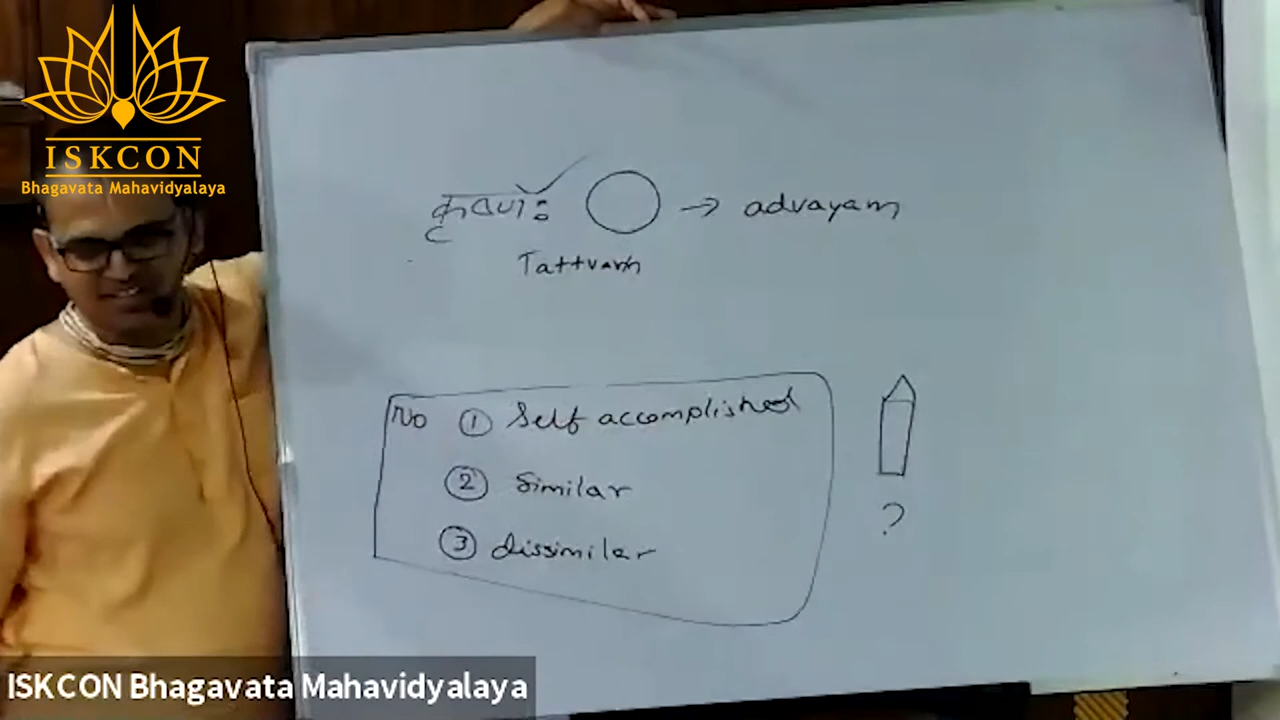 ISKCON
Bhagavata Mahavidyalaya
कृष्णः → advayam
Tattvam
No ① Self accomplished
② Similar
③ dissimilar
?
ISKCON Bhagavata Mahavidyalaya